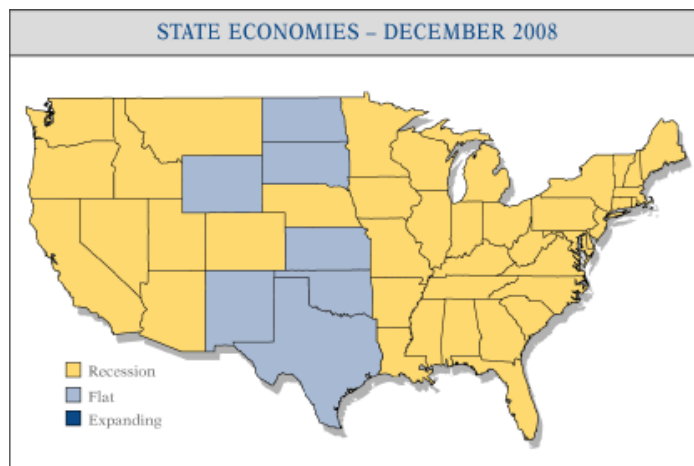 STATE ECONOMIES – DECEMBER 2008
Recession
Flat
Expanding